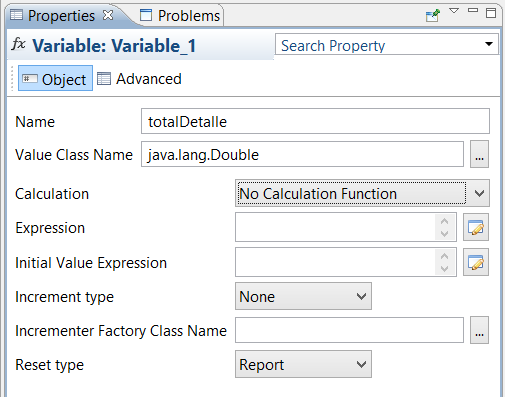 Properties Problems
fx Variable: Variable_1 Search Property
Object Advanced
Name totalDetalle
Value Class Name java.lang.Double ...
Calculation No Calculation Function
Expression
Initial Value Expression
Increment type None
Incrementer Factory Class Name ...
Reset type Report